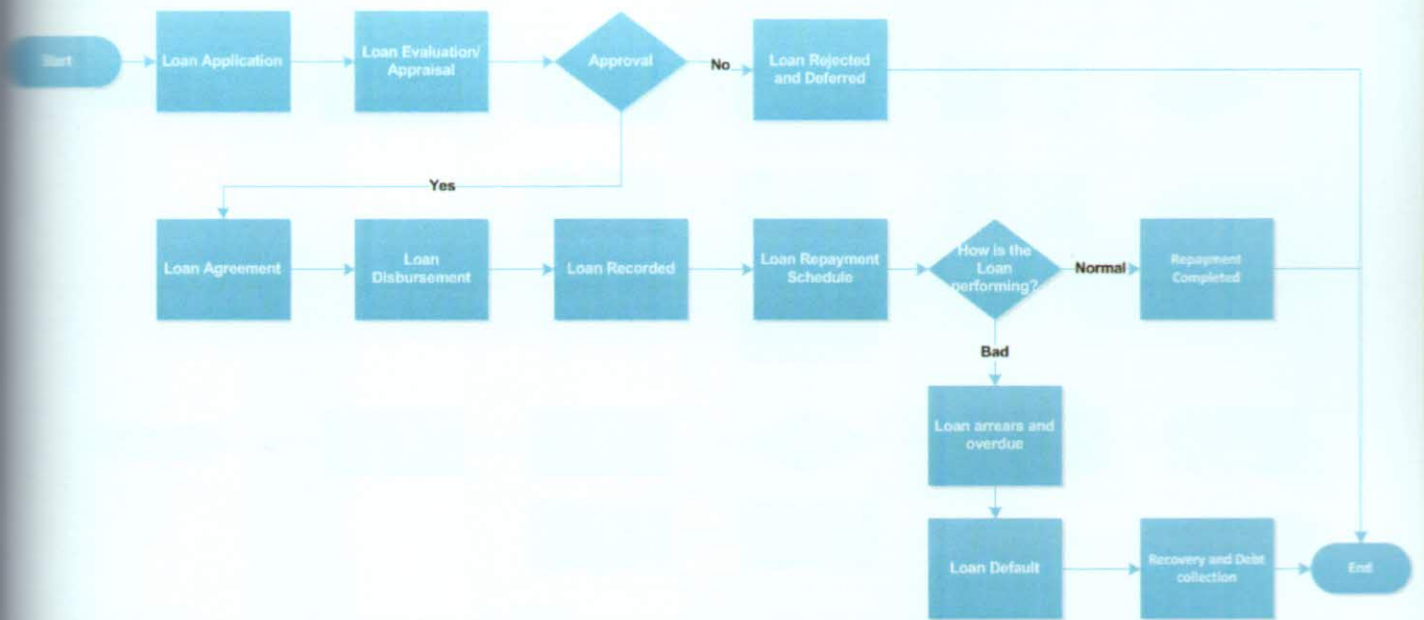 Start
Loan Application
Loan Evaluation/
Appraisal
Approval
No
Loan Rejected
and Deferred
Yes
Loan Agreement
Loan
Disbursement
Loan Recorded
Loan Repayment
Schedule
How is the
Loan
performing?
Normal
Repayment
Completed
Bad
Loan arrears and
overdue
Loan Default
Recovery and Debt
collection
End